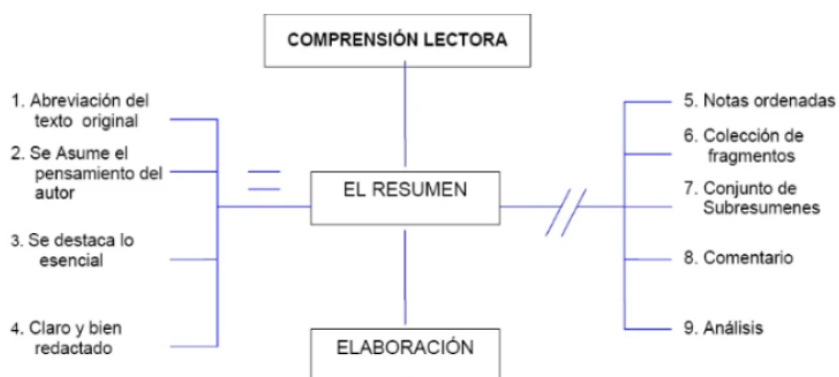 COMPRENSIÓN LECTORA
1. Abreviación del
texto original
2. Se Asume el
pensamiento del
autor
3. Se destaca lo
esencial
4. Claro y bien
redactado
=
EL RESUMEN
//
ELABORACIÓN
5. Notas ordenadas
6. Colección de
fragmentos
7. Conjunto de
Subresumenes
8. Comentario
9. Análisis